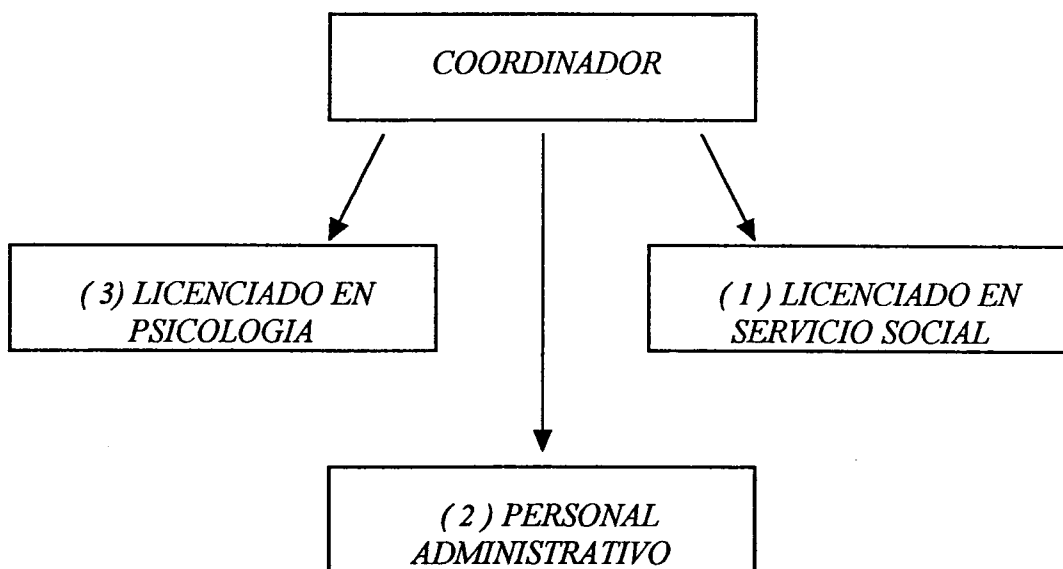 COORDINADOR
( 3) LICENCIADO EN
PSICOLOGIA
( 1 ) LICENCIADO EN
SERVICIO SOCIAL
( 2 ) PERSONAL
ADMINISTRATIVO